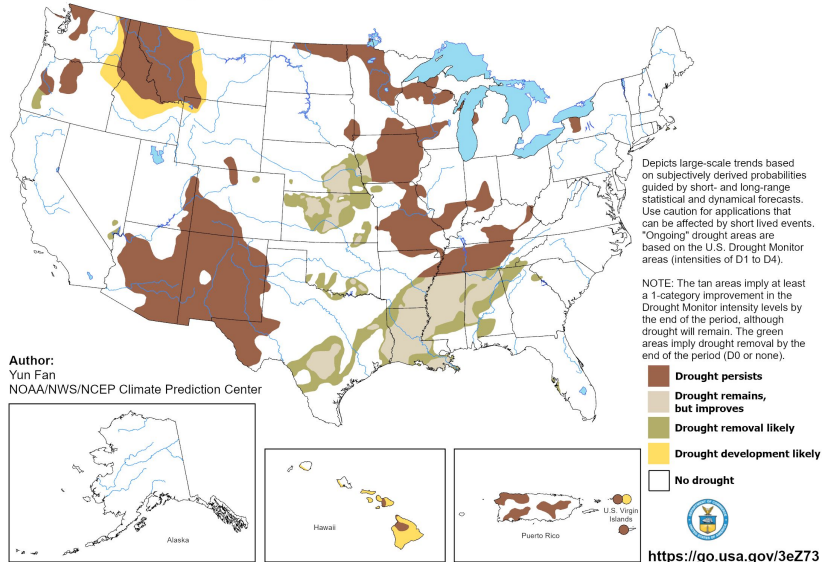 Depicts large-scale trends based
on subjectively derived probabilities
guided by short- and long-range
statistical and dynamical forecasts.
Use caution for applications that
can be affected by short lived events.
"Ongoing" drought areas are
based on the U.S. Drought Monitor
areas (intensities of D1 to D4).
NOTE: The tan areas imply at least
a 1-category improvement in the
Drought Monitor intensity levels by
the end of the period, although
drought will remain. The green
areas imply drought removal by the
end of the period (D0 or none).
Author:
Yun Fan
NOAA/NWS/NCEP Climate Prediction Center
Drought persists
Drought remains,
but improves
Drought removal likely
Drought development likely
No drought
Alaska
Hawaii
Puerto Rico
U.S. Virgin
Islands
https://go.usa.gov/3eZ73